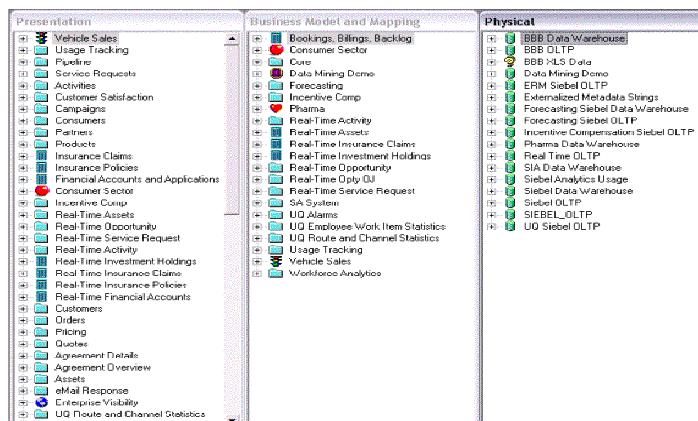 Presentation
Vehicle Sales
Usage Tracking
Pipeline
Service Requests
Activities
Customer Satisfaction
Campaigns
Consumers
Partners
Products
Insurance Claims
Insurance Policies
Financial Accounts and Applications
Consumer Sector
Incentive Comp
Real-Time Assets
Real-Time Opportunity
Real-Time Service Request
Real-Time Activity
Real-Time Investment Holdings
Real-Time Insurance Claims
Real-Time Insurance Policies
Real-Time Financial Accounts
Customers
Orders
Pricing
Quotes
Agreement Details
Agreement Overview
Assets
eMail Response
Enterprise Visibility
UQ Route and Channel Statistics
Business Model and Mapping
Bookings, Billings, Backlog
Consumer Sector
Core
Data Mining Demo
Forecasting
Incentive Comp
Pharma
Real-Time Activity
Real-Time Assets
Real-Time Insurance Claims
Real-Time Investment Holdings
Real-Time Opportunity
Real-Time Opty OJ
Real-Time Service Request
SA System
UQ Alarms
UQ Employee Work Item Statistics
UQ Route and Channel Statistics
Usage Tracking
Vehicle Sales
Workforce Analytics
Physical
BBB Data Warehouse
BBB OLTP
BBB XLS Data
Data Mining Demo
ERM Siebel OLTP
Externalized Metadata Strings
Forecasting Siebel Data Warehouse
Forecasting Siebel OLTP
Incentive Compensation Siebel OLTP
Pharma Data Warehouse
Real Time OLTP
SIA Data Warehouse
Siebel Analytics Usage
Siebel Data Warehouse
Siebel OLTP
SIEBEL_OLTP
UQ Siebel OLTP